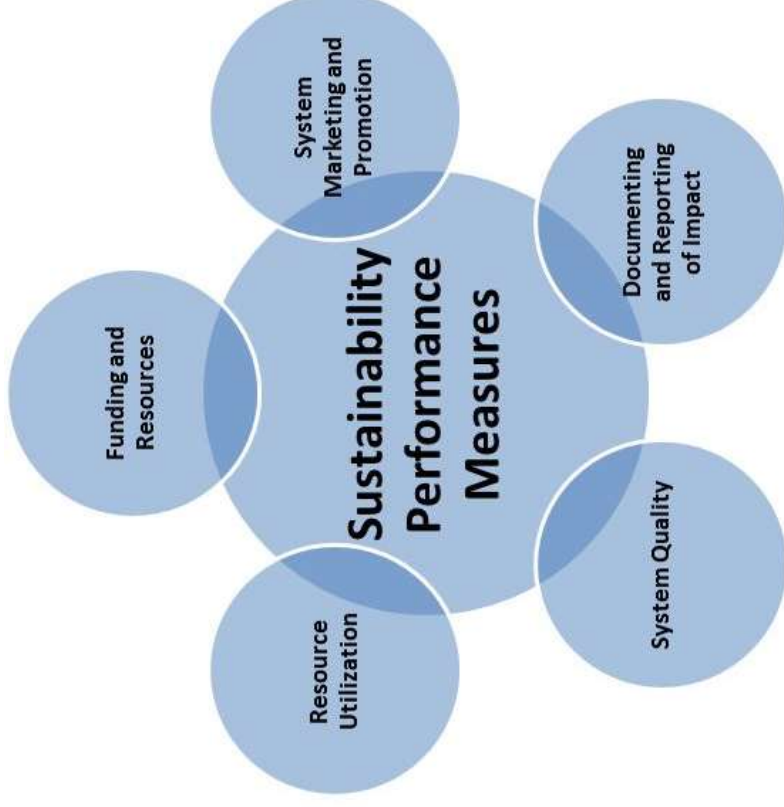 Sustainability
Performance
Measures
System
Marketing and
Promotion
Documenting
and Reporting
of Impact
System Quality
Resource
Utilization
Funding and
Resources